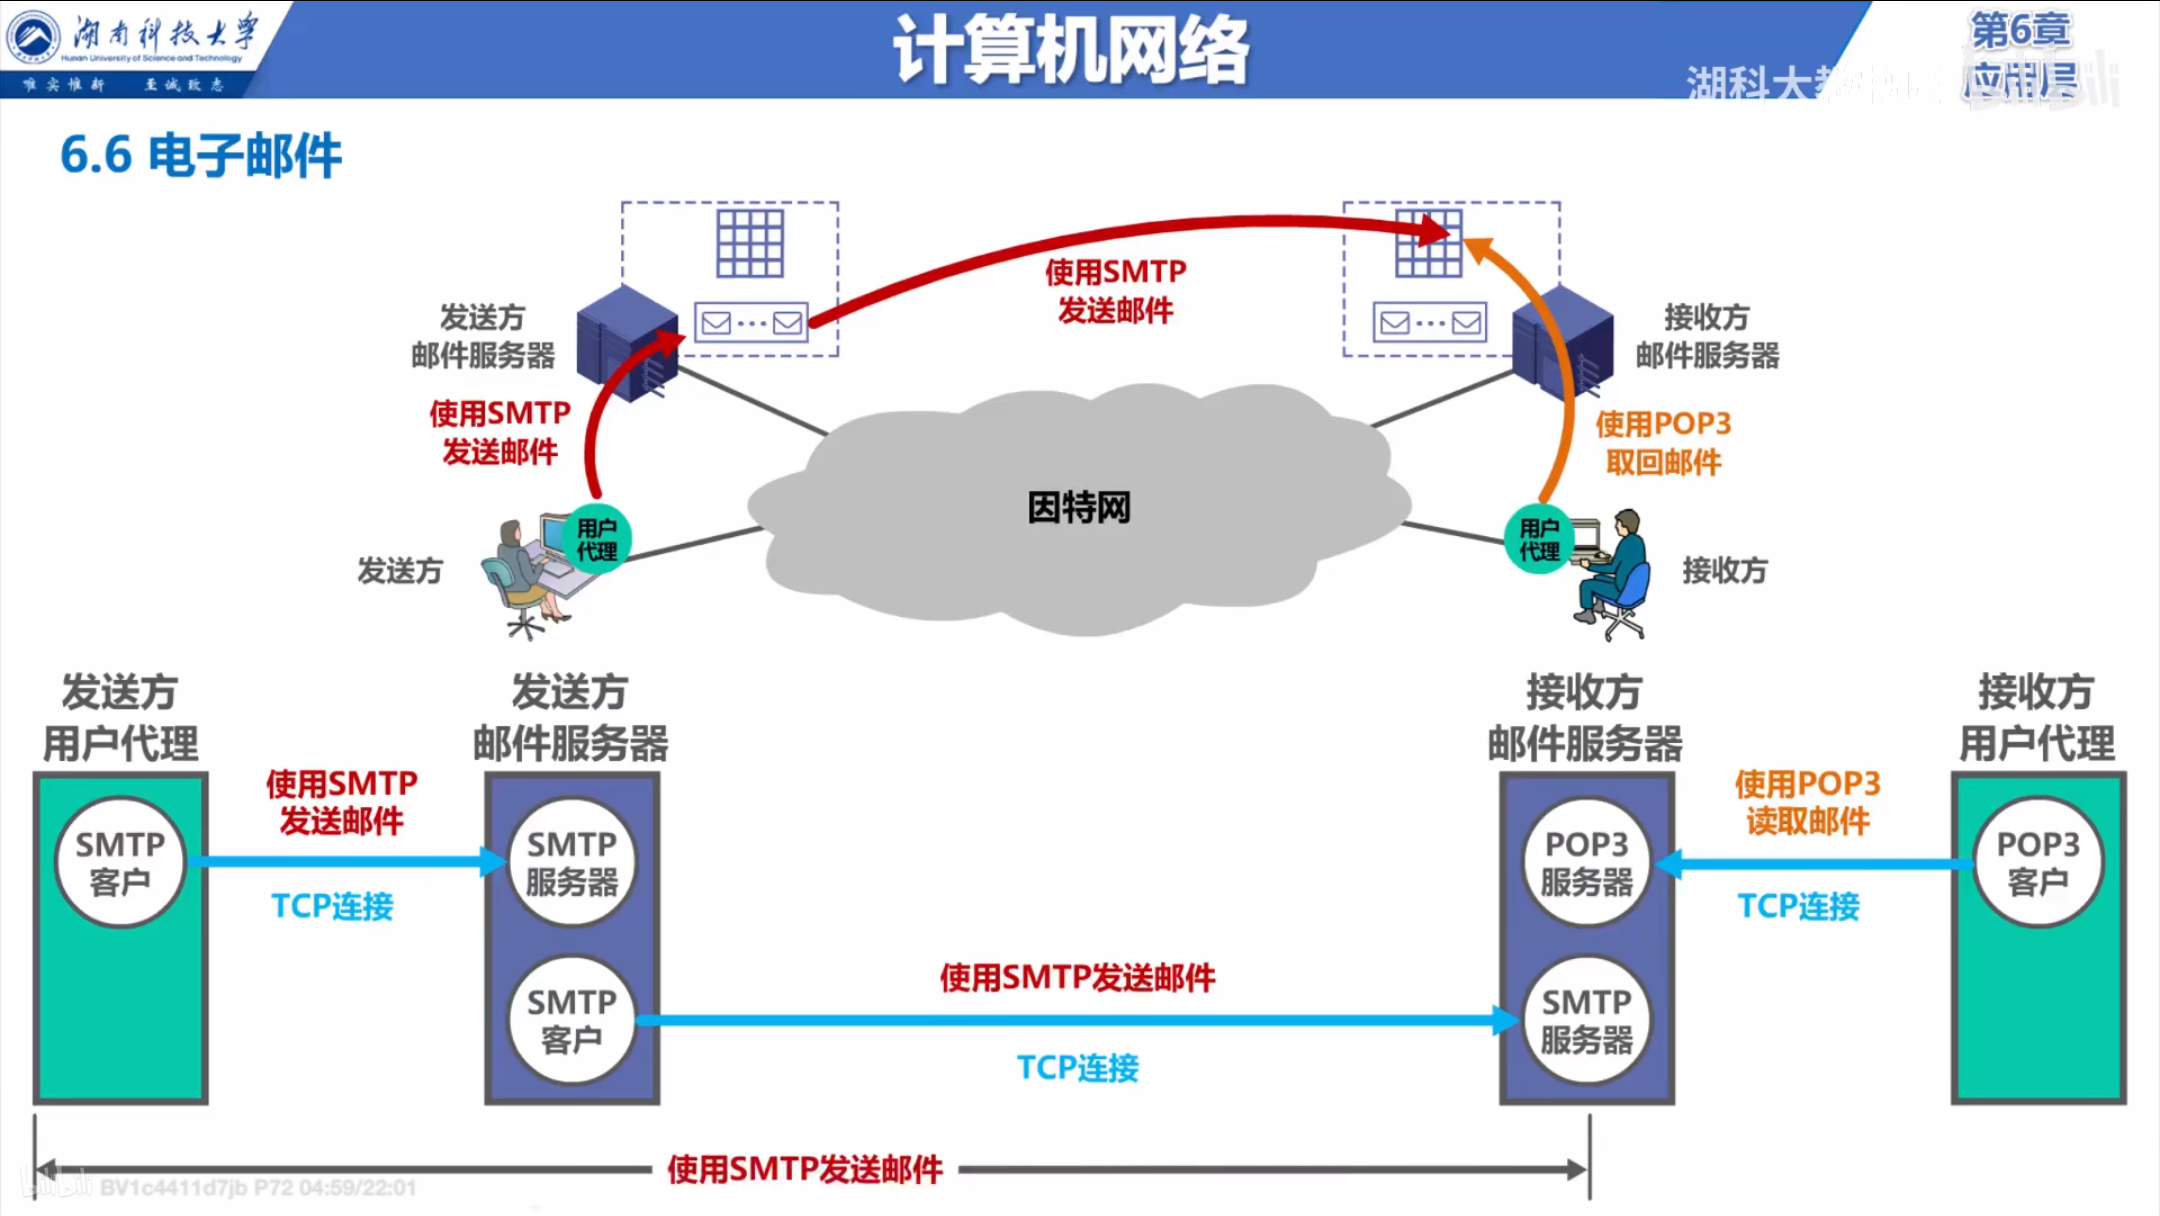 湖南科技大学
Hunan University of Science and Technology
唯实惟新 至诚致志
计算机网络
第6章
应用层
湖科大教
bilibili
6.6 电子邮件
使用SMTP
发送邮件
发送方
邮件服务器
接收方
邮件服务器
使用SMTP
发送邮件
使用POP3
取回邮件
因特网
用户
代理
用户
代理
发送方
接收方
发送方
用户代理
发送方
邮件服务器
接收方
邮件服务器
接收方
用户代理
使用SMTP
发送邮件
使用POP3
读取邮件
SMTP
客户
SMTP
服务器
POP3
服务器
POP3
客户
TCP连接
TCP连接
使用SMTP发送邮件
SMTP
客户
SMTP
服务器
TCP连接
使用SMTP发送邮件
bilibili BV1c4411d7jb P72 04:59/22:01